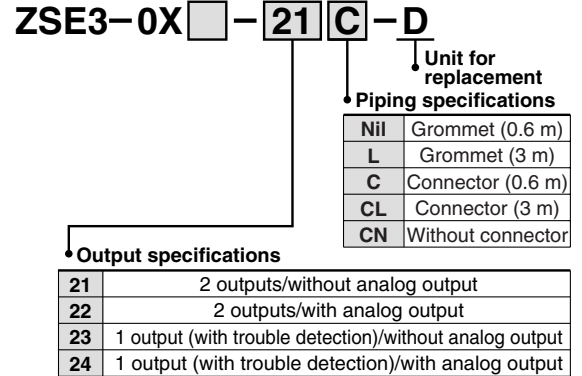 ZSE3-0X - 21 C - D
Unit for
replacement
Piping specifications
Nil Grommet (0.6 m)
L Grommet (3 m)
C Connector (0.6 m)
CL Connector (3 m)
CN Without connector
Output specifications
21 2 outputs/without analog output
22 2 outputs/with analog output
23 1 output (with trouble detection)/without analog output
24 1 output (with trouble detection)/with analog output